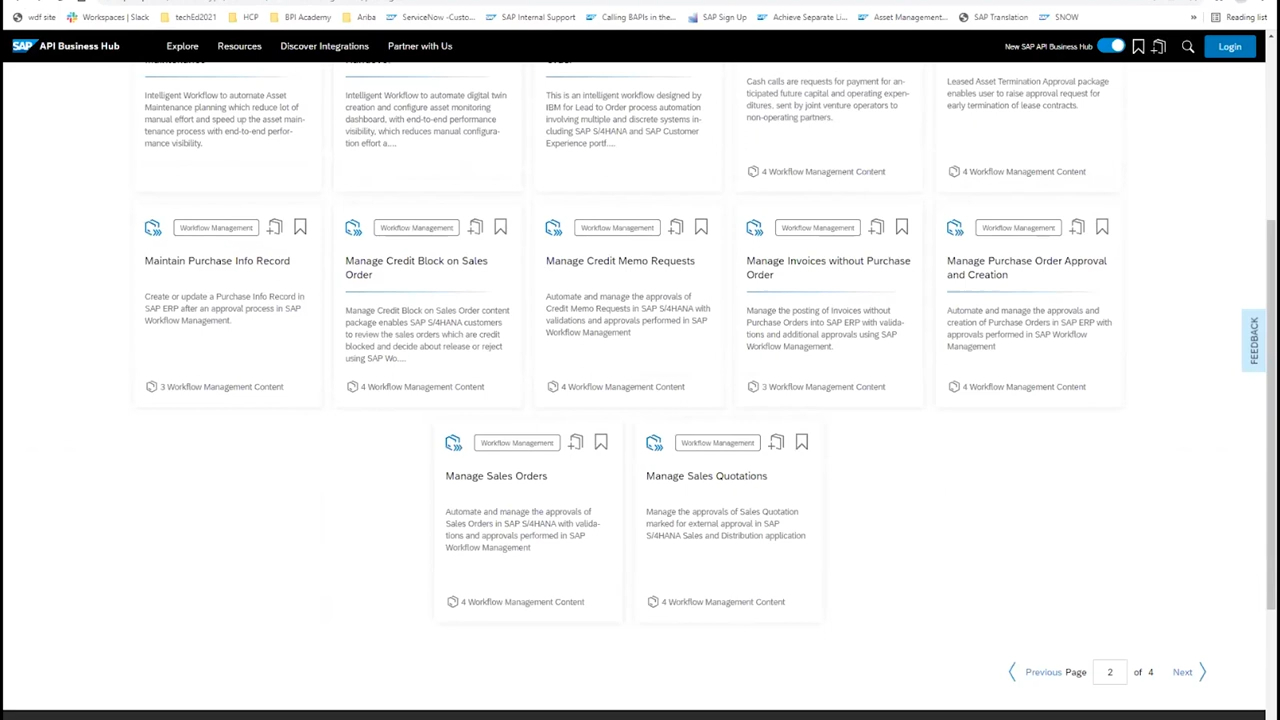 wdf site
Workspaces | Slack
techEd2021
HCP
BPI Academy
Ariba
ServiceNow -Custo...
SAP Internal Support
Calling BAPIs in the...
SAP Sign Up
Achieve Separate Li...
Asset Management...
SAP Translation
SNOW
»
Reading list
SAP API Business Hub
Explore
Resources
Discover Integrations
Partner with Us
New SAP API Business Hub
Login
Maintenance
Handover
Order
Intelligent Workflow to automate Asset
Maintenance planning which reduce lot of
manual effort and speed up the asset main-
tenance process with end-to-end perfor-
mance visibility.
Intelligent Workflow to automate digital twin
creation and configure asset monitoring
dashboard, with end-to-end performance
visibility, which reduces manual configura-
tion effort a....
This is an intelligent workflow designed by
IBM for Lead to Order process automation
involving multiple and discrete systems in-
cluding SAP S/4HANA and SAP Customer
Experience portf....
Cash calls are requests for payment for an-
ticipated future capital and operating expen-
ditures, sent by joint venture operators to
non-operating partners.
4 Workflow Management Content
Leased Asset Termination Approval package
enables user to raise approval request for
early termination of lease contracts.
4 Workflow Management Content
Workflow Management
Maintain Purchase Info Record
Create or update a Purchase Info Record in
SAP ERP after an approval process in SAP
Workflow Management.
3 Workflow Management Content
Workflow Management
Manage Credit Block on Sales
Order
Manage Credit Block on Sales Order content
package enables SAP S/4HANA customers
to review the sales orders which are credit
blocked and decide about release or reject
using SAP Wo....
4 Workflow Management Content
Workflow Management
Manage Credit Memo Requests
Automate and manage the approvals of
Credit Memo Requests in SAP S/4HANA with
validations and approvals performed in SAP
Workflow Management
4 Workflow Management Content
Workflow Management
Manage Invoices without Purchase
Order
Manage the posting of Invoices without
Purchase Orders into SAP ERP with valida-
tions and additional approvals using SAP
Workflow Management.
3 Workflow Management Content
Workflow Management
Manage Purchase Order Approval
and Creation
Automate and manage the approvals and
creation of Purchase Orders in SAP ERP with
approvals performed in SAP Workflow
Management
4 Workflow Management Content
FEEDBACK
Workflow Management
Manage Sales Orders
Automate and manage the approvals of
Sales Orders in SAP S/4HANA with valida-
tions and approvals performed in SAP
Workflow Management
4 Workflow Management Content
Workflow Management
Manage Sales Quotations
Manage the approvals of Sales Quotation
marked for external approval in SAP
S/4HANA Sales and Distribution application
4 Workflow Management Content
Previous Page 2 of 4 Next